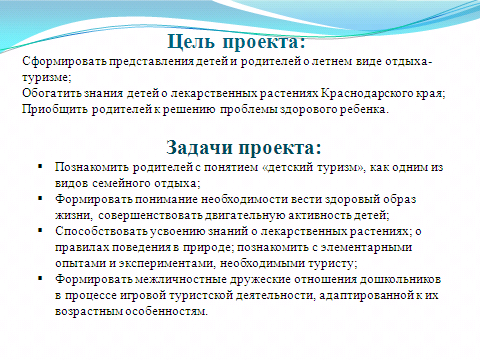 Цель проекта:
Сформировать представления детей и родителей о летнем виде отдыха-
туризме;
Обогатить знания детей о лекарственных растениях Краснодарского края;
Приобщить родителей к решению проблемы здорового ребенка.
Задачи проекта:
▪ Познакомить родителей с понятием «детский туризм», как одним из
видов семейного отдыха;
▪ Формировать понимание необходимости вести здоровый образ
жизни, совершенствовать двигательную активность детей;
▪ Способствовать усвоению знаний о лекарственных растениях; о
правилах поведения в природе; познакомить с элементарными
опытами и экспериментами, необходимыми туристу;
▪ Формировать межличностные дружеские отношения дошкольников
в процессе игровой туристской деятельности, адаптированной к их
возрастным особенностям.